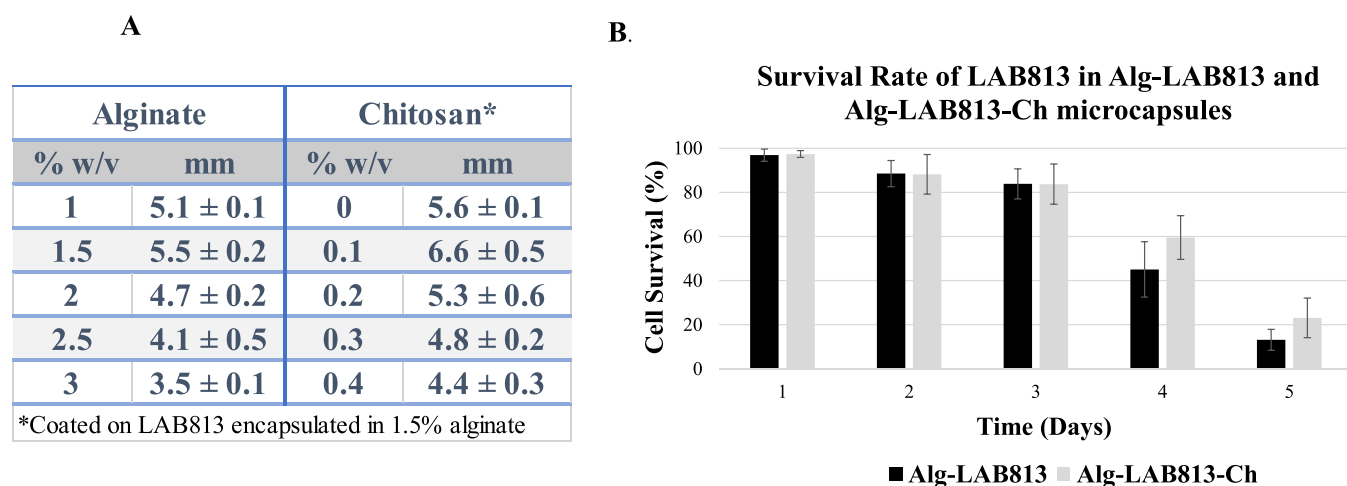 A
Alginate Chitosan*
% w/v mm % w/v mm
1 5.1 ± 0.1 0 5.6 ± 0.1
1.5 5.5 ± 0.2 0.1 6.6 ± 0.5
2 4.7 ± 0.2 0.2 5.3 ± 0.6
2.5 4.1 ± 0.5 0.3 4.8 ± 0.2
3 3.5 ± 0.1 0.4 4.4 ± 0.3
*Coated on LAB813 encapsulated in 1.5% alginate
B.
Survival Rate of LAB813 in Alg-LAB813 and
Alg-LAB813-Ch microcapsules
Cell Survival (%)
100
80
60
40
20
0
1 2 3 4 5
Time (Days)
Alg-LAB813 Alg-LAB813-Ch